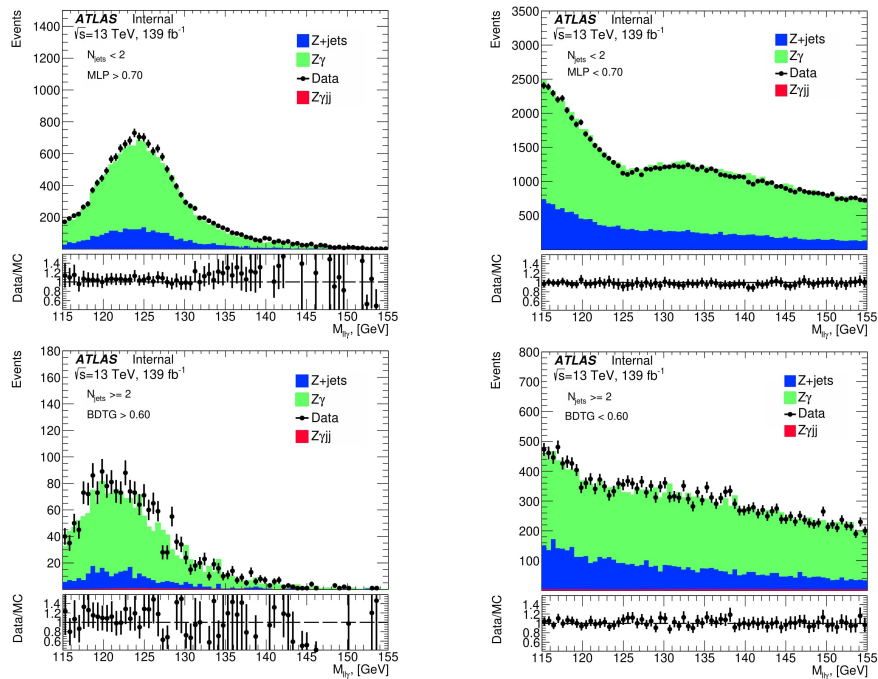 ATLAS Internal
√s=13 TeV, 139 fb⁻¹
N_jets < 2
MLP > 0.70
Z+jets
Zγ
Data
Zγjj
Events
1400
1200
1000
800
600
400
200
Data/MC
1.4
1.2
1
0.8
0.6
115 120 125 130 135 140 145 150 155
M_llγ, [GeV]
ATLAS Internal
√s=13 TeV, 139 fb⁻¹
N_jets < 2
MLP < 0.70
Z+jets
Zγ
Data
Zγjj
Events
3500
3000
2500
2000
1500
1000
500
Data/MC
1.4
1.2
1
0.8
0.6
115 120 125 130 135 140 145 150 155
M_llγ, [GeV]
ATLAS Internal
√s=13 TeV, 139 fb⁻¹
N_jets >= 2
BDTG > 0.60
Z+jets
Zγ
Data
Zγjj
Events
180
160
140
120
100
80
60
40
20
Data/MC
1.4
1.2
1
0.8
0.6
115 120 125 130 135 140 145 150 155
M_llγ, [GeV]
ATLAS Internal
√s=13 TeV, 139 fb⁻¹
N_jets >= 2
BDTG < 0.60
Z+jets
Zγ
Data
Zγjj
Events
800
700
600
500
400
300
200
100
Data/MC
1.4
1.2
1
0.8
0.6
115 120 125 130 135 140 145 150 155
M_llγ, [GeV]